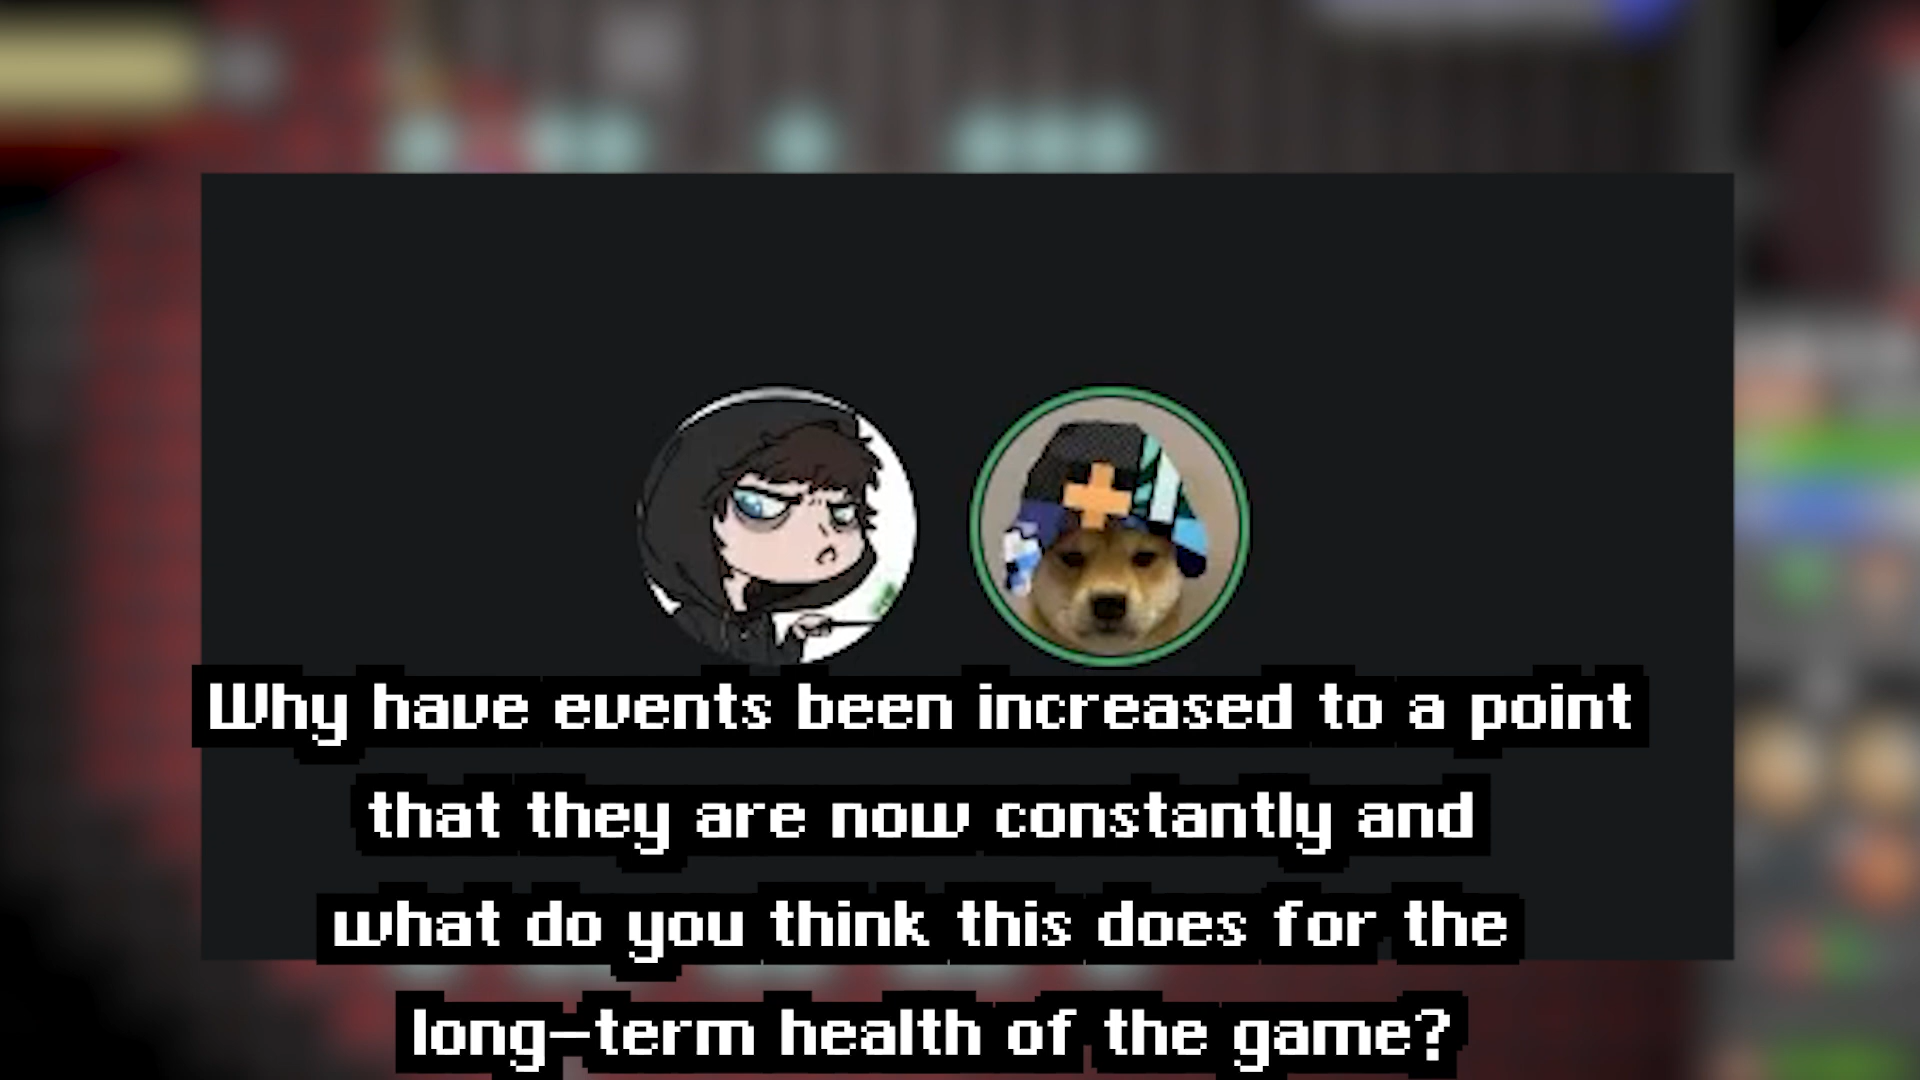 Why have events been increased to a point
that they are now constantly and
what do you think this does for the
long-term health of the game?